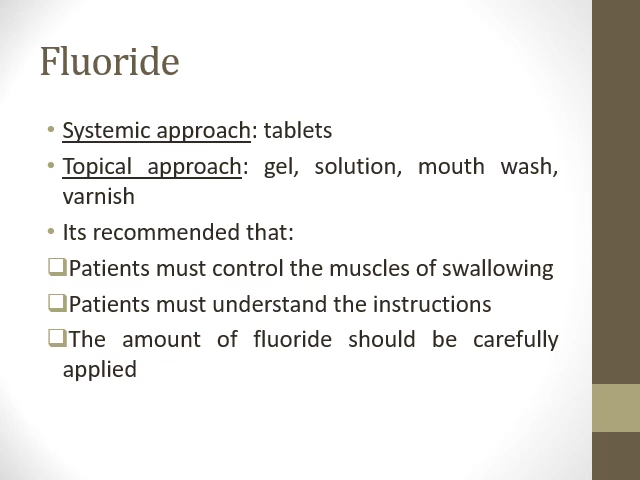 Fluoride
• Systemic approach: tablets
• Topical approach: gel, solution, mouth wash,
varnish
• Its recommended that:
❑Patients must control the muscles of swallowing
❑Patients must understand the instructions
❑The amount of fluoride should be carefully
applied